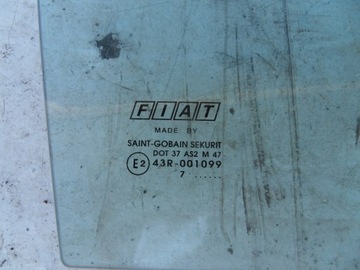 FIAT
MADE BY
SAINT-GOBAIN SEKURIT
DOT 37 AS2 M 47
E2 43R-001099
7 ......